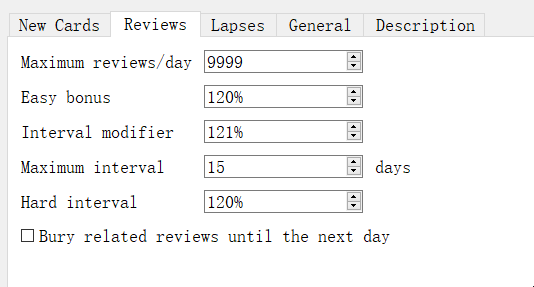 New Cards Reviews Lapses General Description
Maximum reviews/day 9999
Easy bonus 120%
Interval modifier 121%
Maximum interval 15 days
Hard interval 120%
Bury related reviews until the next day